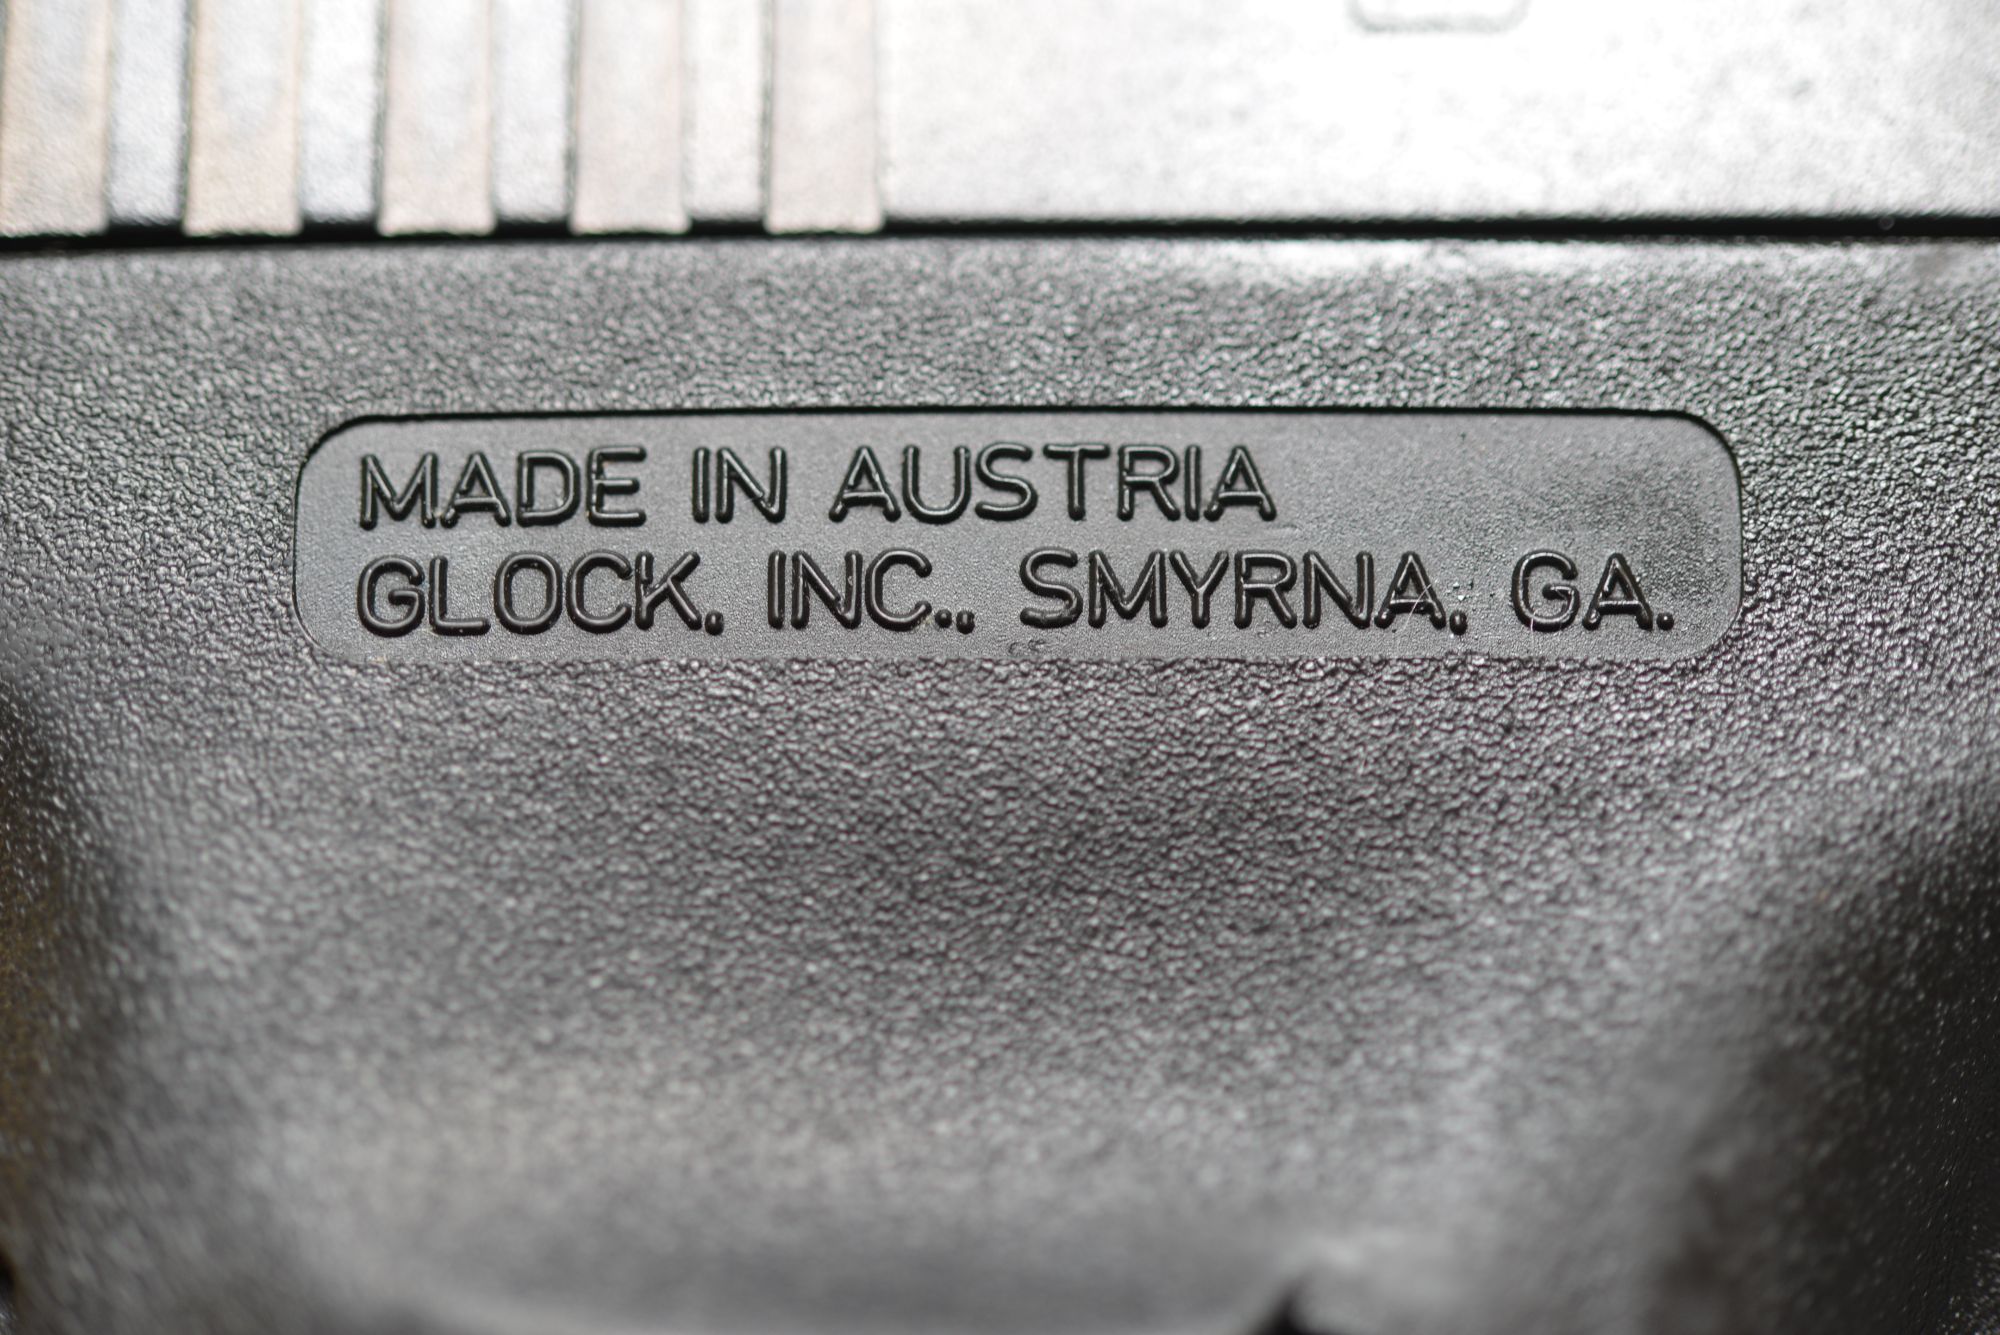 MADE IN AUSTRIA
GLOCK, INC., SMYRNA, GA.